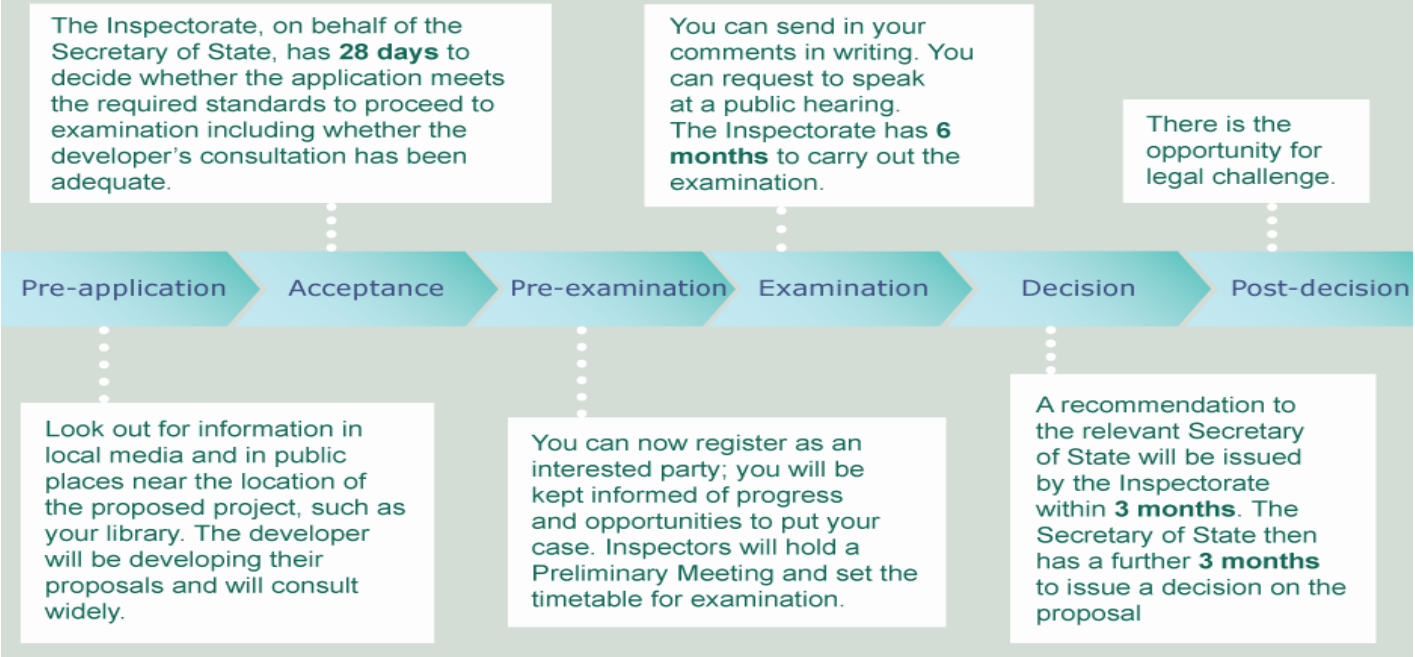 The Inspectorate, on behalf of the
Secretary of State, has 28 days to
decide whether the application meets
the required standards to proceed to
examination including whether the
developer's consultation has been
adequate.
You can send in your
comments in writing. You
can request to speak
at a public hearing.
The Inspectorate has 6
months to carry out the
examination.
There is the
opportunity for
legal challenge.
Pre-application
Acceptance
Pre-examination
Examination
Decision
Post-decision
Look out for information in
local media and in public
places near the location of
the proposed project, such as
your library. The developer
will be developing their
proposals and will consult
widely.
You can now register as an
interested party; you will be
kept informed of progress
and opportunities to put your
case. Inspectors will hold a
Preliminary Meeting and set the
timetable for examination.
A recommendation to
the relevant Secretary
of State will be issued
by the Inspectorate
within 3 months. The
Secretary of State then
has a further 3 months
to issue a decision on the
proposal